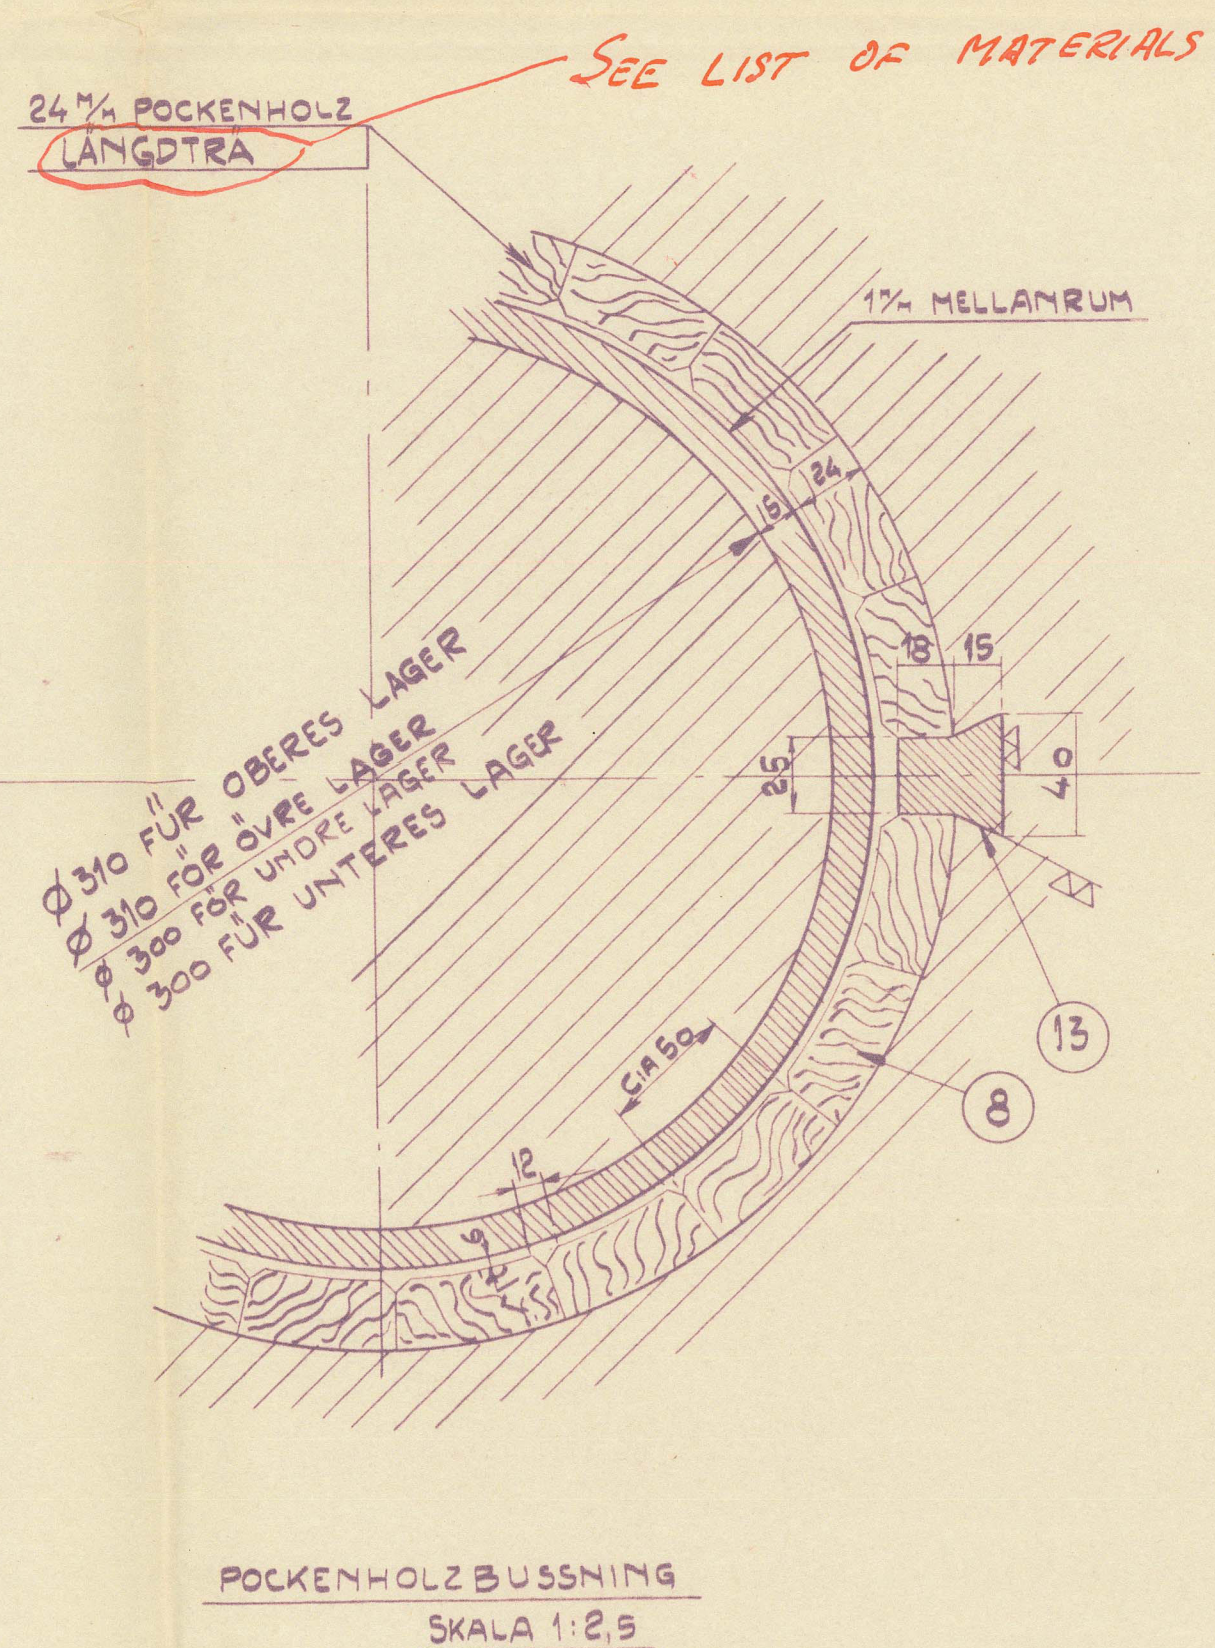 SEE LIST OF MATERIALS
24 M/M POCKENHOLZ
LÄNGDTRÄ
1 M/M MELLANRUM
24
15
18 15
25
40
Ø 310 FÜR OBERES LAGER
Ø 310 FÖR ÖVRE LAGER
Ø 300 FÖR UNDRE LAGER
Ø 300 FÜR UNTERES LAGER
13
CIA 50
8
12
6
POCKENHOLZBUSSNING
SKALA 1:2,5